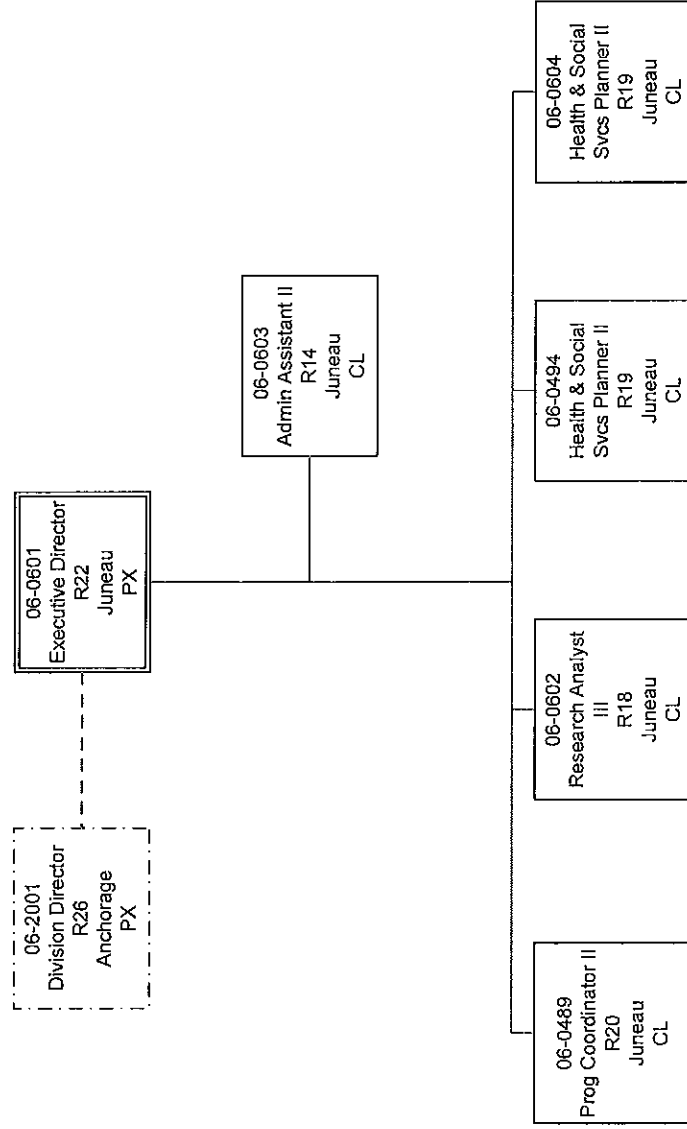 06-2001
Division Director
R26
Anchorage
PX
06-0601
Executive Director
R22
Juneau
PX
06-0603
Admin Assistant II
R14
Juneau
CL
06-0489
Prog Coordinator II
R20
Juneau
CL
06-0602
Research Analyst
III
R18
Juneau
CL
06-0494
Health & Social
Svcs Planner II
R19
Juneau
CL
06-0604
Health & Social
Svcs Planner II
R19
Juneau
CL